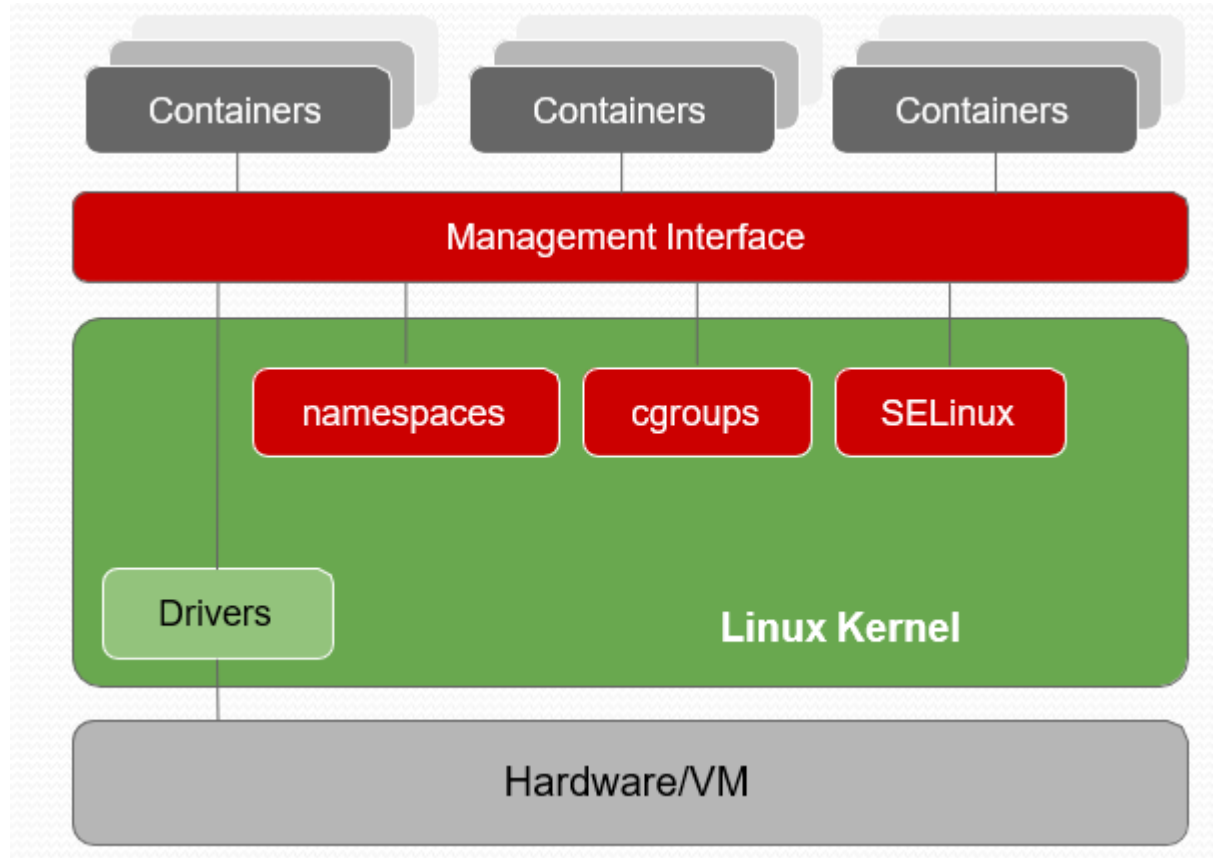 Containers
Containers
Containers
Management Interface
namespaces
cgroups
SELinux
Drivers
Linux Kernel
Hardware/VM